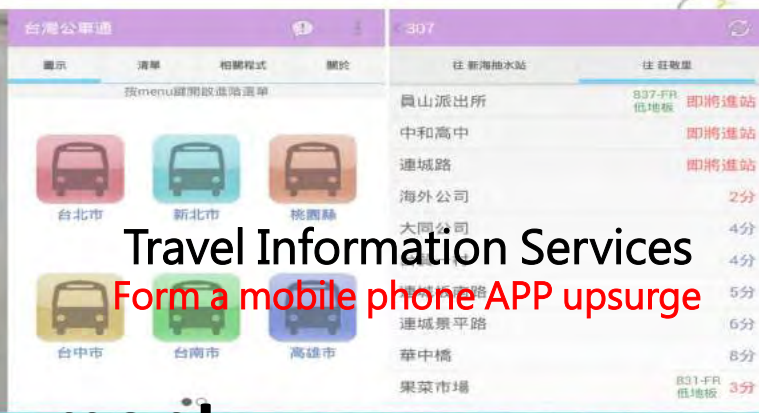 台灣公車通
圖示 清單 相關程式 關於
按menu鍵開啟進階選單
台北市 新北市 桃園縣
台中市 台南市 高雄市
307
往 新海抽水站 往 莊敬里
員山派出所 837-FR 低地板 即將進站
中和高中 即將進站
連城路 即將進站
海外公司 2分
大同公司 4分
4分
5分
連城景平路 6分
華中橋 8分
果菜市場 831-FR 低地板 3分
Travel Information Services
Form a mobile phone APP upsurge